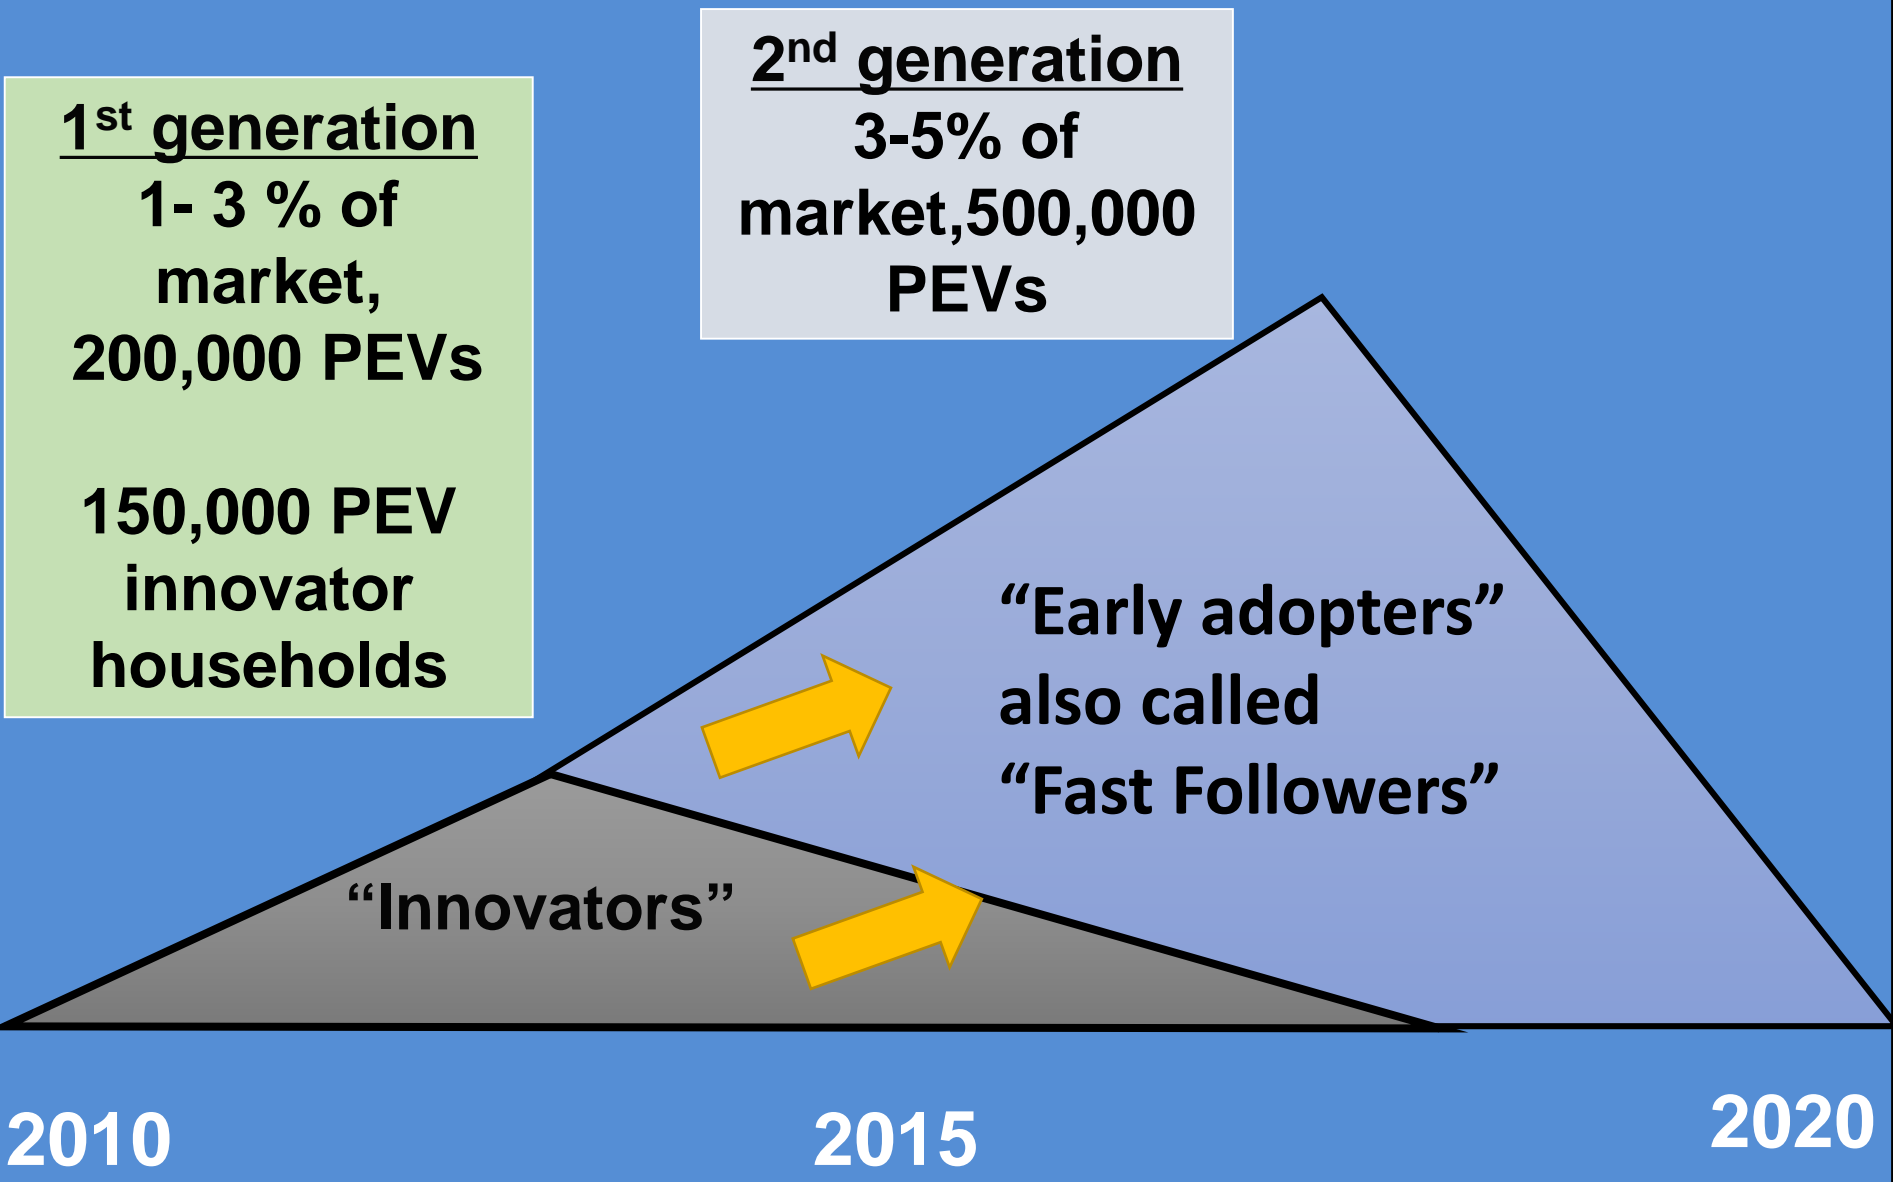 1st generation
1- 3 % of
market,
200,000 PEVs
150,000 PEV
innovator
households
2nd generation
3-5% of
market,500,000
PEVs
“Early adopters”
also called
“Fast Followers”
“Innovators”
2010
2015
2020